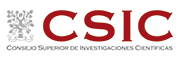 CSIC
CONSEJO SUPERIOR DE INVESTIGACIONES CIENTÍFICAS